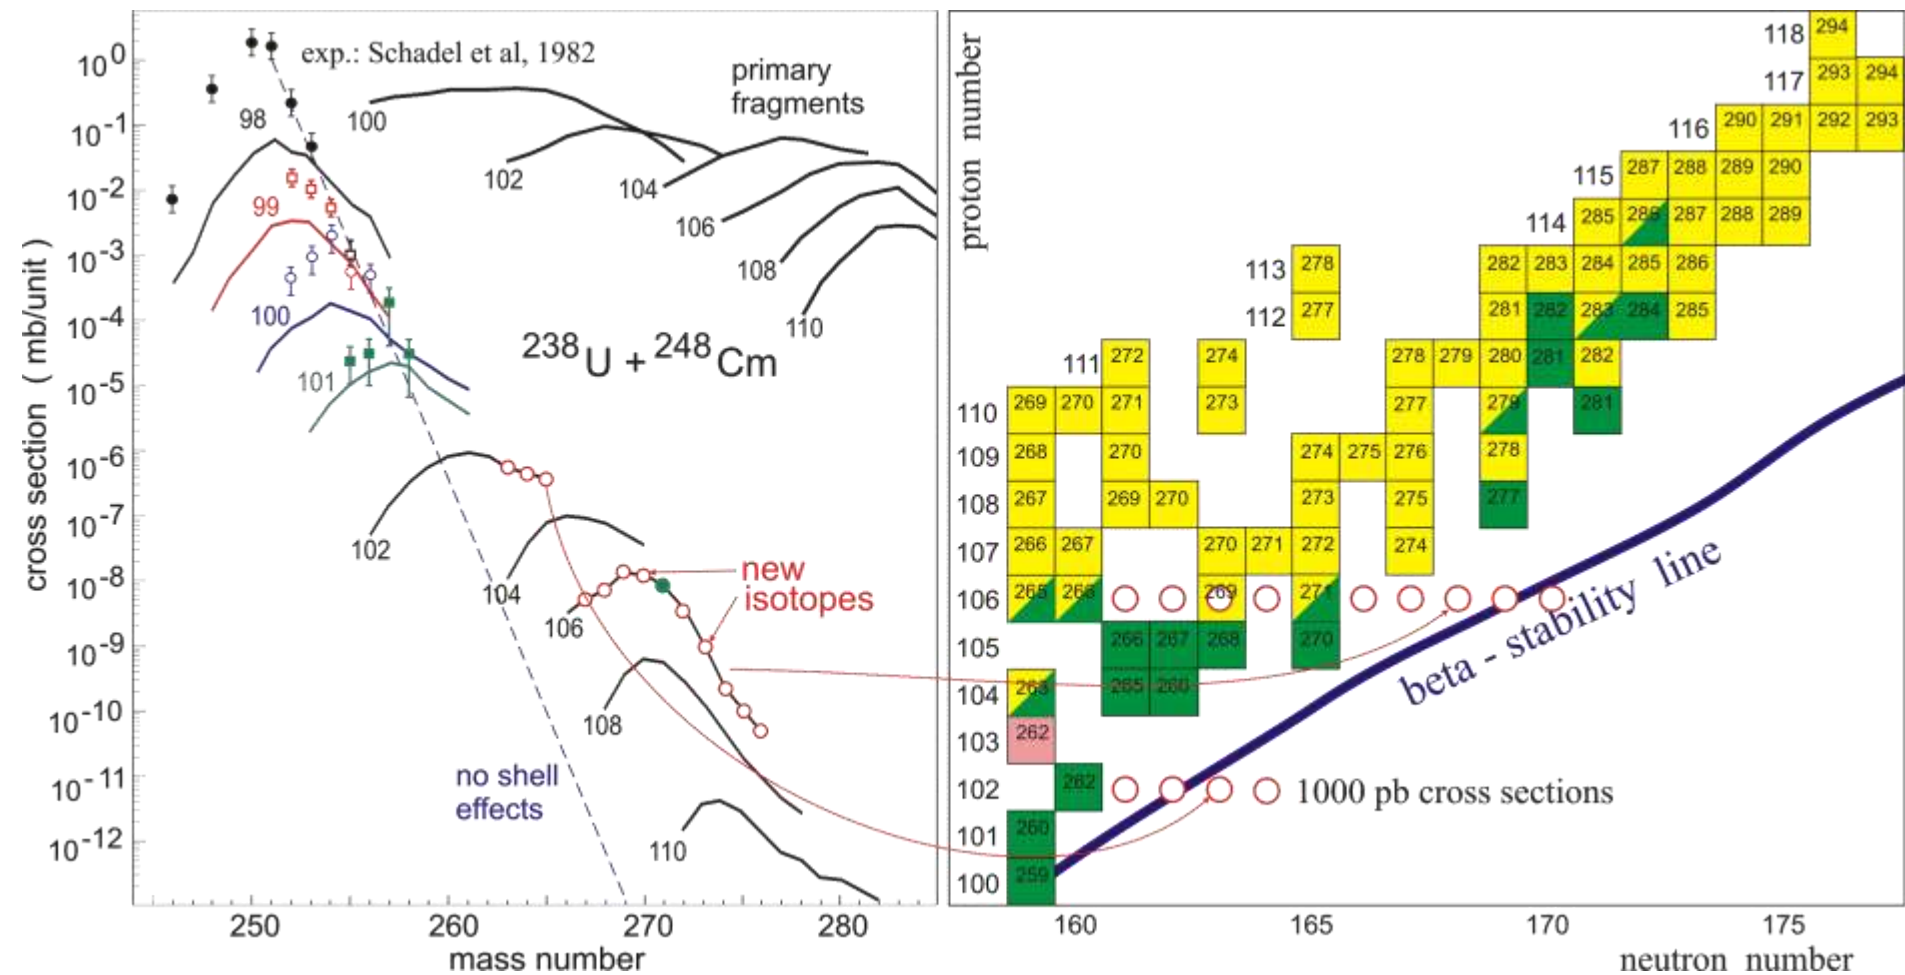 exp.: Schadel et al, 1982
primary
fragments
cross section ( mb/unit )
10^0
10^-1
10^-2
10^-3
10^-4
10^-5
10^-6
10^-7
10^-8
10^-9
10^-10
10^-11
10^-12
98
99
100
101
100
102
104
106
108
110
238U + 248Cm
102
104
106
108
110
new
isotopes
no shell
effects
250 260 270 280
mass number
proton number
118 294
117 293 294
116 290 291 292 293
115 287 288 289 290
114 285 286 287 288 289
113 278 282 283 284 285 286
112 277 281 282 283 284 285
111 272 274 278 279 280 281 282
110 269 270 271 273 277 279 281
109 268 270 274 275 276 278
108 267 269 270 273 275 277
107 266 267 270 271 272 274
106 265 266 269 271
105 266 267 268 270
104 263 265 266
103 262
102 262 1000 pb cross sections
101 260
100 259
beta - stability line
160 165 170 175
neutron number